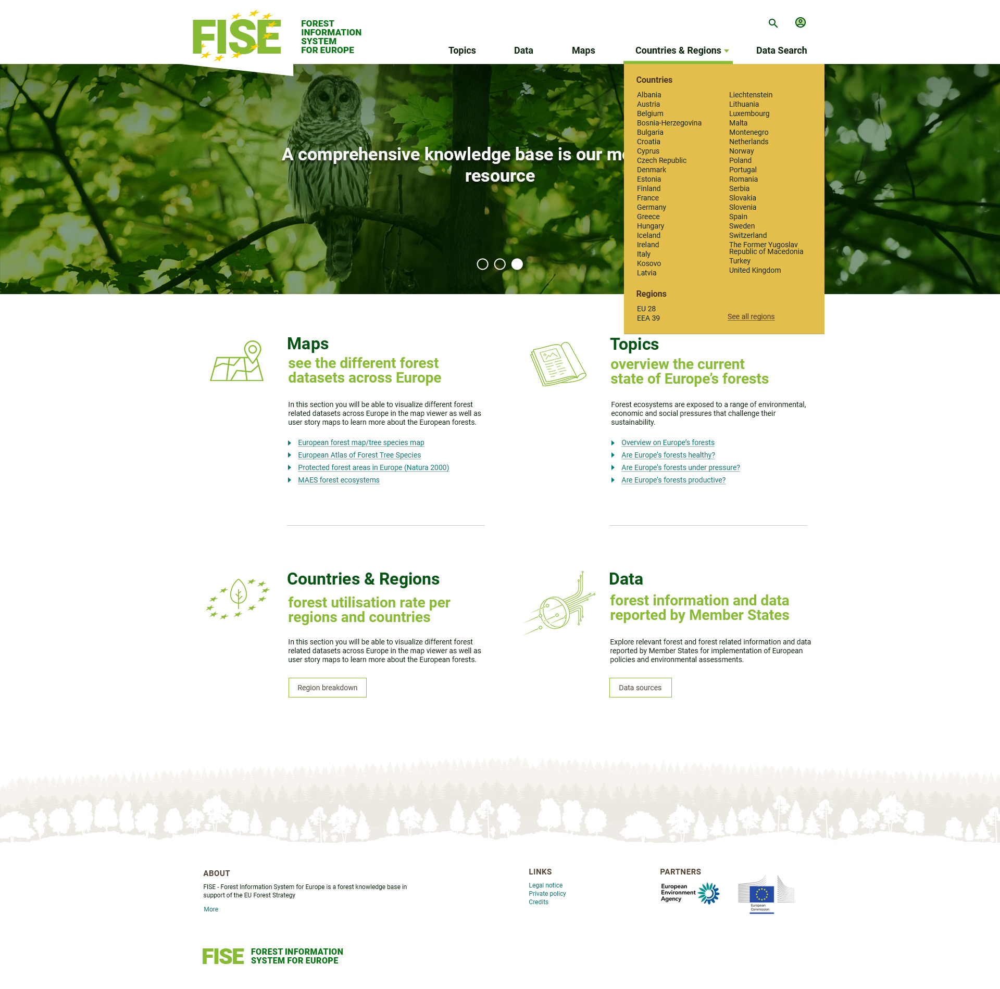 FISE
FOREST
INFORMATION
SYSTEM
FOR EUROPE
Topics
Data
Maps
Countries & Regions
Data Search
A comprehensive knowledge base is our
resource
Countries
Albania
Austria
Belgium
Bosnia-Herzegovina
Bulgaria
Croatia
Cyprus
Czech Republic
Denmark
Estonia
Finland
France
Germany
Greece
Hungary
Iceland
Ireland
Italy
Kosovo
Latvia
Liechtenstein
Lithuania
Luxembourg
Malta
Montenegro
Netherlands
Norway
Poland
Portugal
Romania
Serbia
Slovakia
Slovenia
Spain
Sweden
Switzerland
The Former Yugoslav
Republic of Macedonia
Turkey
United Kingdom
Regions
EU 28
EEA 39
See all regions
Maps
see the different forest
datasets across Europe
In this section you will be able to visualize different forest
related datasets across Europe in the map viewer as well as
user story maps to learn more about the European forests.
European forest map/tree species map
European Atlas of Forest Tree Species
Protected forest areas in Europe (Natura 2000)
MAES forest ecosystems
Topics
overview the current
state of Europe’s forests
Forest ecosystems are exposed to a range of environmental,
economic and social pressures that challenge their
sustainability.
Overview on Europe’s forests
Are Europe's forests healthy?
Are Europe's forests under pressure?
Are Europe's forests productive?
Countries & Regions
forest utilisation rate per
regions and countries
In this section you will be able to visualize different forest
related datasets across Europe in the map viewer as well as
user story maps to learn more about the European forests.
Region breakdown
Data
forest information and data
reported by Member States
Explore relevant forest and forest related information and data
reported by Member States for implementation of European
policies and environmental assessments.
Data sources
ABOUT
FISE - Forest Information System for Europe is a forest knowledge base in
support of the EU Forest Strategy
More
LINKS
Legal notice
Private policy
Credits
PARTNERS
European
Environment
Agency
European
Commission
FISE
FOREST INFORMATION
SYSTEM FOR EUROPE